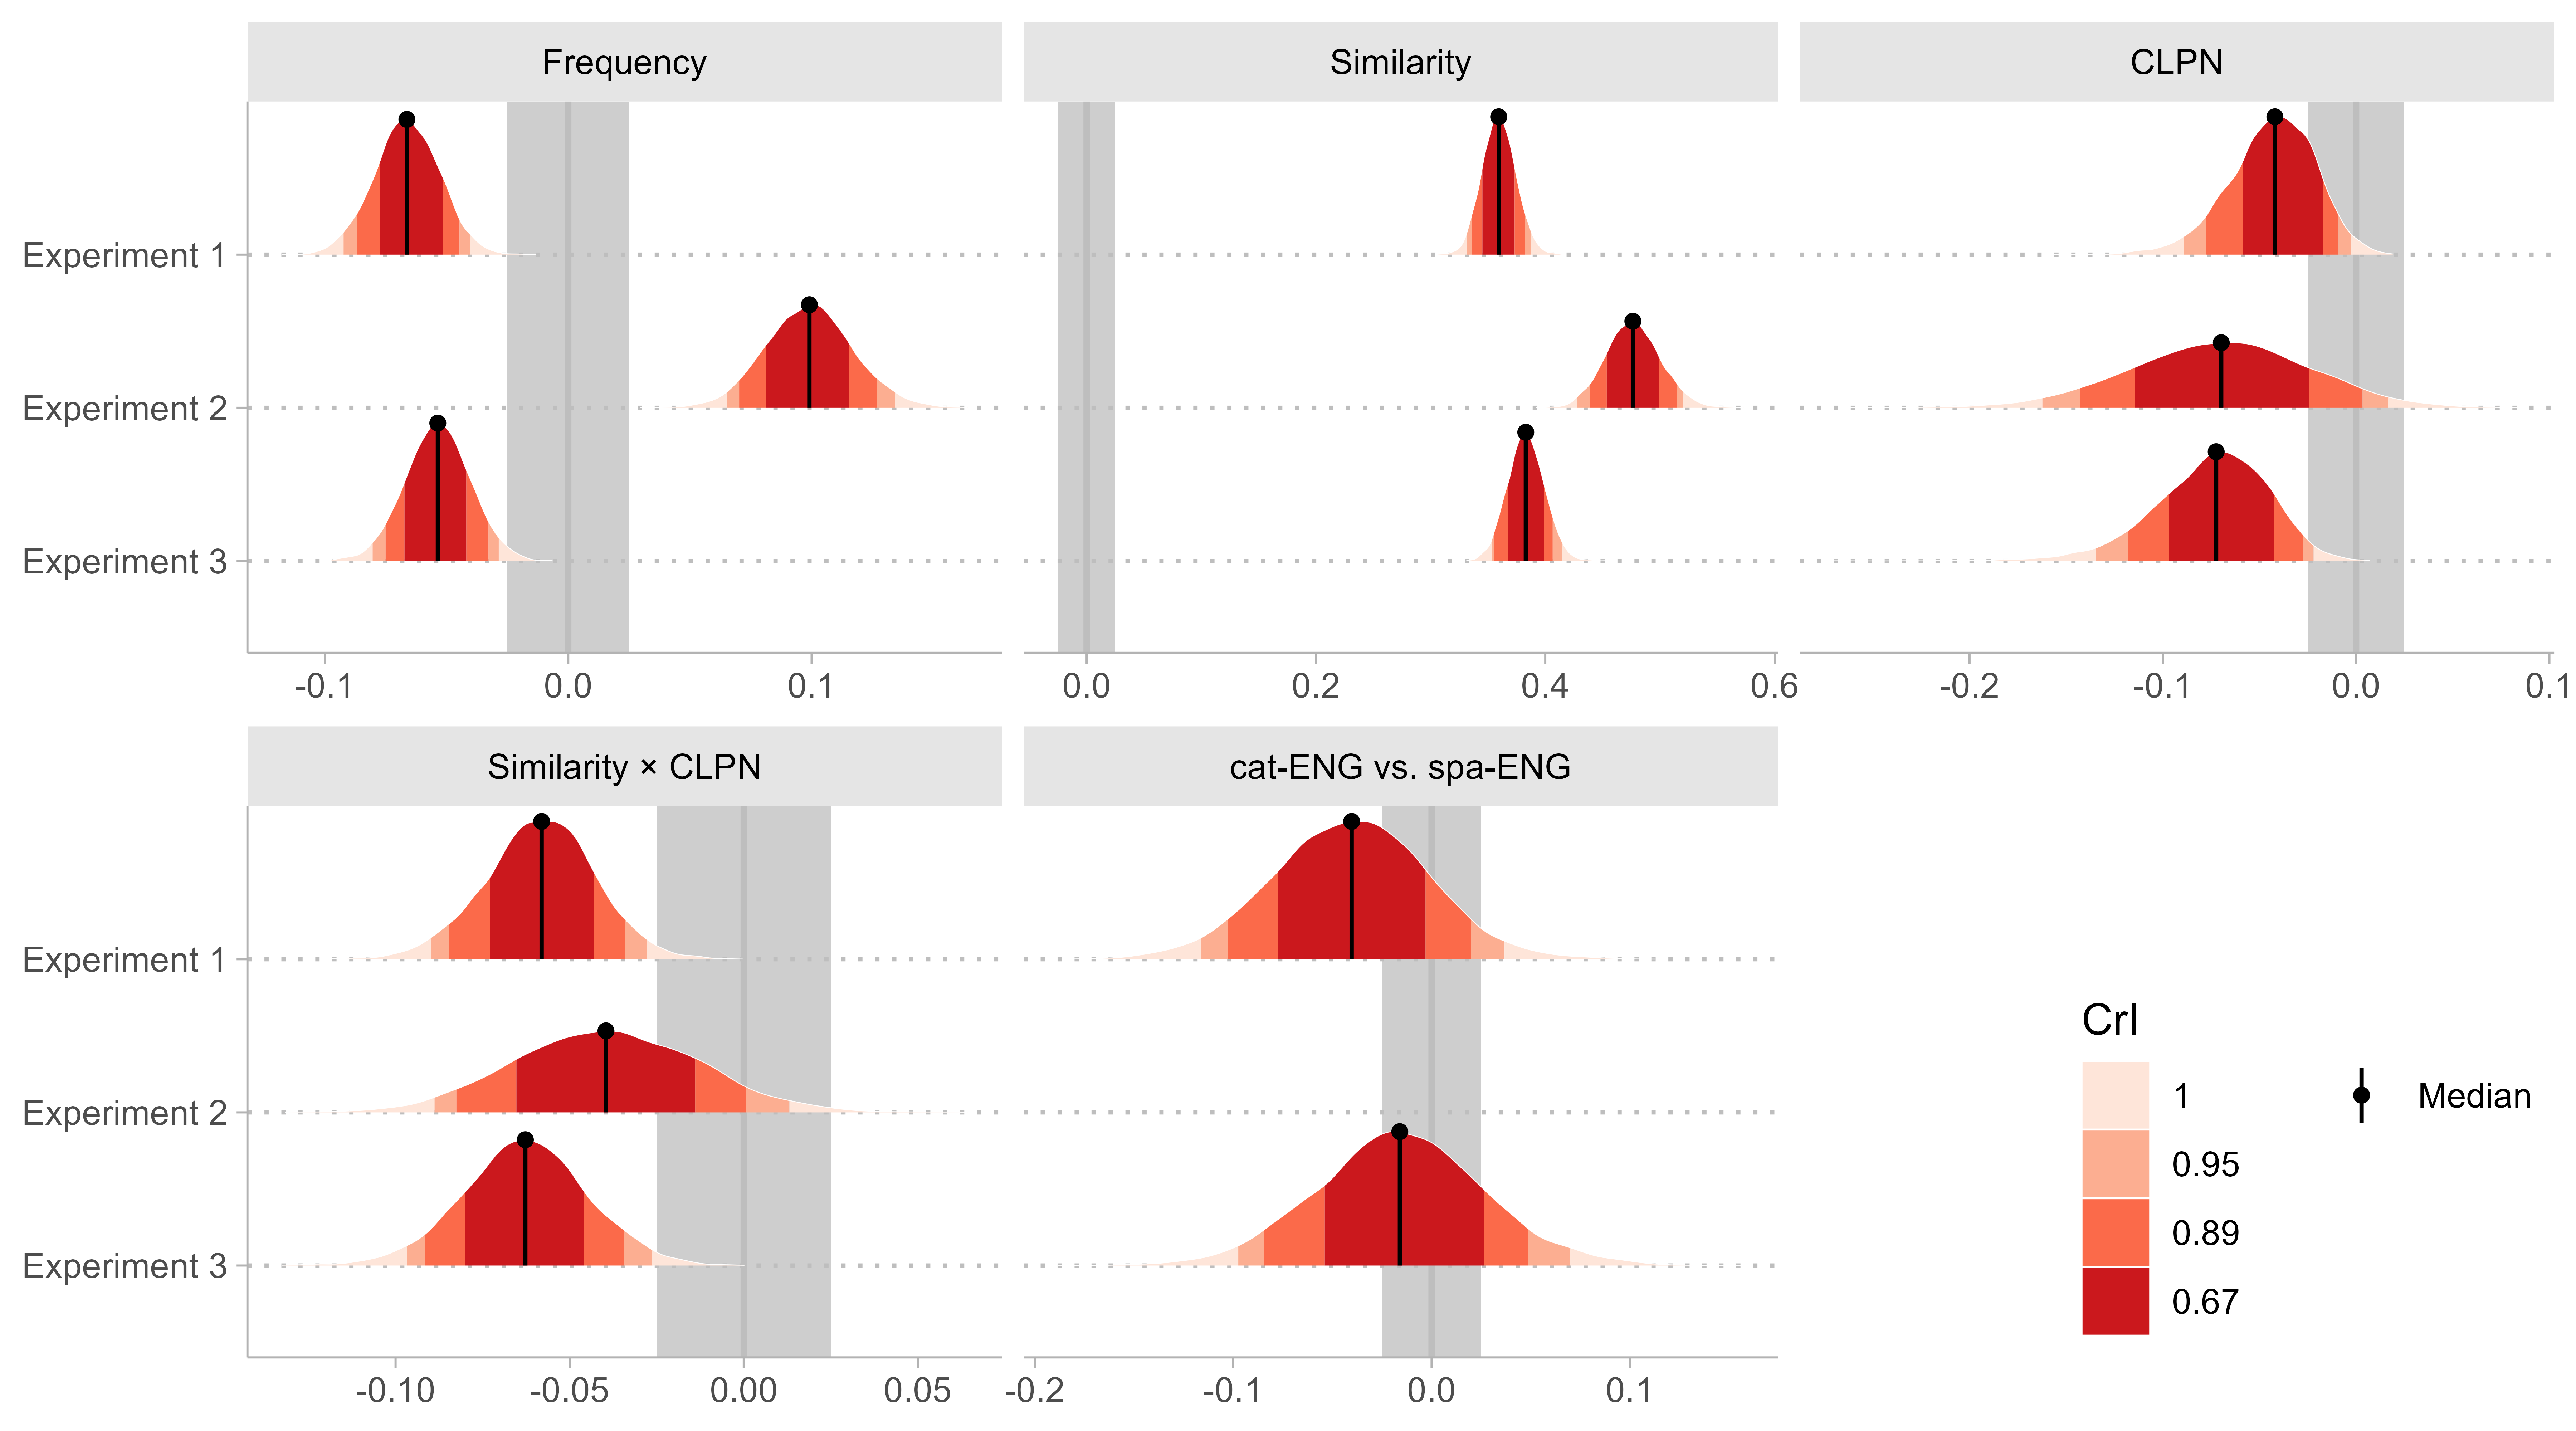 Frequency
Similarity
CLPN
Experiment 1
Experiment 2
Experiment 3
-0.1 0.0 0.1
0.0 0.2 0.4 0.6
-0.2 -0.1 0.0 0.1
Similarity × CLPN
cat-ENG vs. spa-ENG
Experiment 1
Experiment 2
Experiment 3
-0.10 -0.05 0.00 0.05
-0.2 -0.1 0.0 0.1
CrI
1
0.95
0.89
0.67
Median